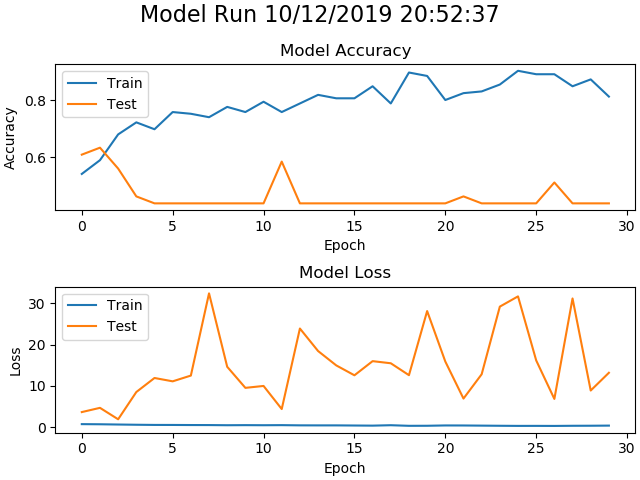 Model Run 10/12/2019 20:52:37
Model Accuracy
Train
Test
0.8
0.6
Accuracy
0 5 10 15 20 25 30
Epoch
Model Loss
Train
Test
30
20
10
0
Loss
0 5 10 15 20 25 30
Epoch